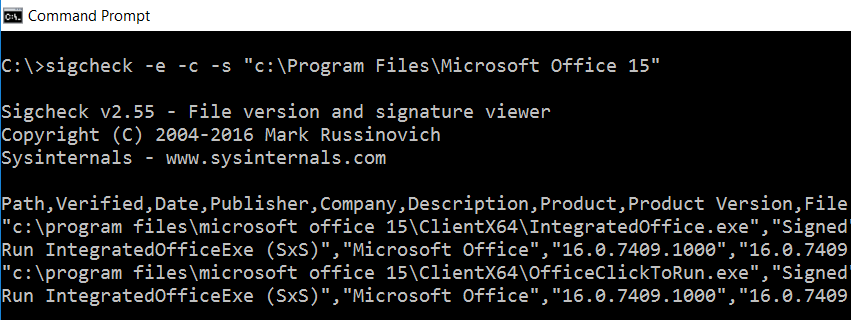 Command Prompt
C:\>sigcheck -e -c -s "c:\Program Files\Microsoft Office 15"
Sigcheck v2.55 - File version and signature viewer
Copyright (C) 2004-2016 Mark Russinovich
Sysinternals - www.sysinternals.com
Path,Verified,Date,Publisher,Company,Description,Product,Product Version,File
"c:\program files\microsoft office 15\ClientX64\IntegratedOffice.exe","Signed"
Run IntegratedOfficeExe (SxS)","Microsoft Office","16.0.7409.1000","16.0.7409
"c:\program files\microsoft office 15\ClientX64\OfficeClickToRun.exe","Signed"
Run IntegratedOfficeExe (SxS)","Microsoft Office","16.0.7409.1000","16.0.7409